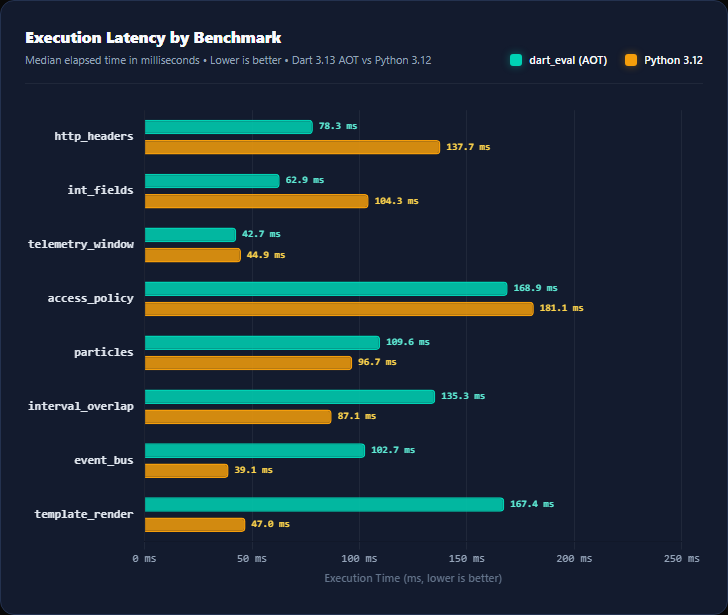 Execution Latency by Benchmark
Median elapsed time in milliseconds • Lower is better • Dart 3.13 AOT vs Python 3.12
dart_eval (AOT)
Python 3.12
http_headers
78.3 ms
137.7 ms
int_fields
62.9 ms
104.3 ms
telemetry_window
42.7 ms
44.9 ms
access_policy
168.9 ms
181.1 ms
particles
109.6 ms
96.7 ms
interval_overlap
135.3 ms
87.1 ms
event_bus
102.7 ms
39.1 ms
template_render
167.4 ms
47.0 ms
0 ms 50 ms 100 ms 150 ms 200 ms 250 ms
Execution Time (ms, lower is better)